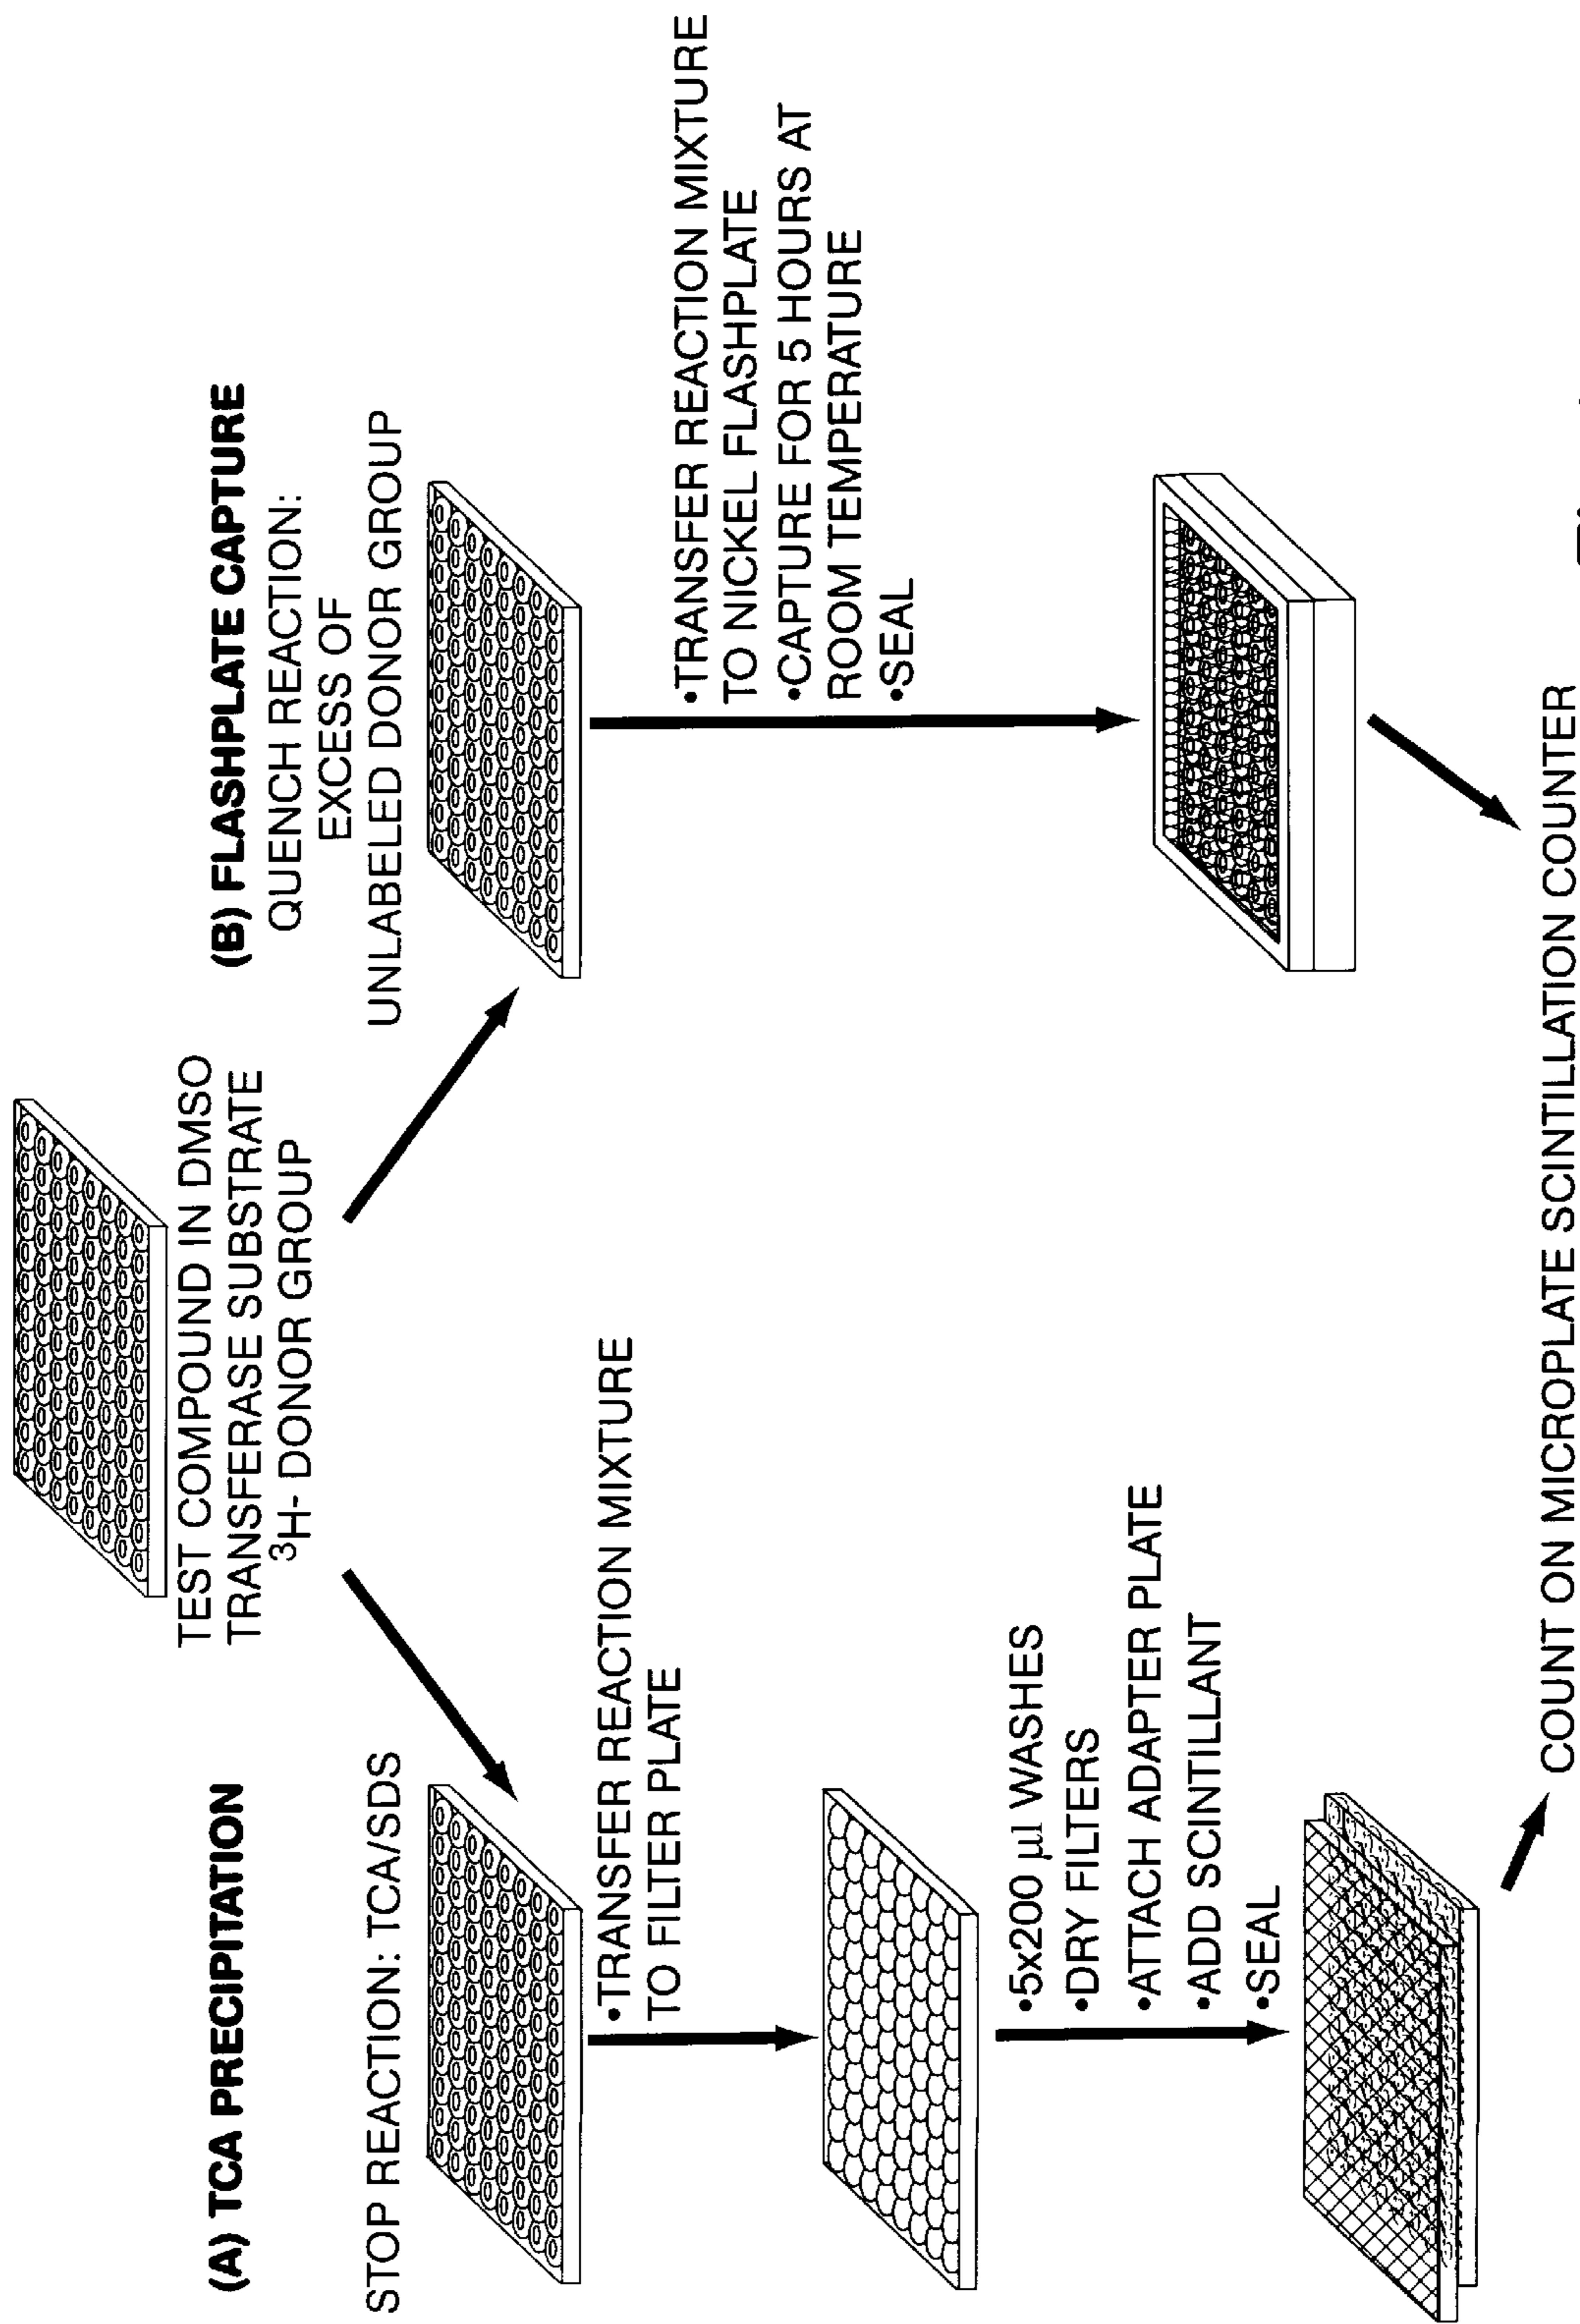 TEST COMPOUND IN DMSO
TRANSFERASE SUBSTRATE
³H- DONOR GROUP
(A) TCA PRECIPITATION
STOP REACTION: TCA/SDS
•TRANSFER REACTION MIXTURE
TO FILTER PLATE
•5x200 µl WASHES
•DRY FILTERS
•ATTACH ADAPTER PLATE
•ADD SCINTILLANT
•SEAL
(B) FLASHPLATE CAPTURE
QUENCH REACTION:
EXCESS OF
UNLABELED DONOR GROUP
•TRANSFER REACTION MIXTURE
TO NICKEL FLASHPLATE
•CAPTURE FOR 5 HOURS AT
ROOM TEMPERATURE
•SEAL
COUNT ON MICROPLATE SCINTILLATION COUNTER